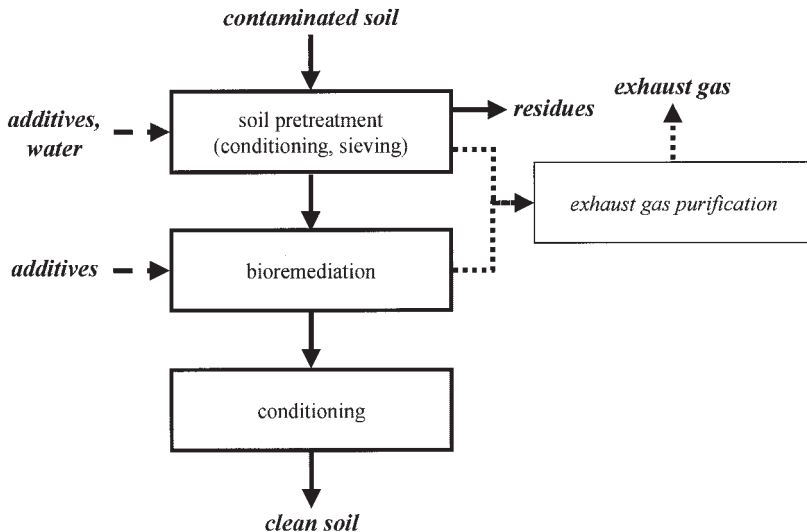 contaminated soil
additives,
water
soil pretreatment
(conditioning, sieving)
residues
exhaust gas
exhaust gas purification
additives
bioremediation
conditioning
clean soil